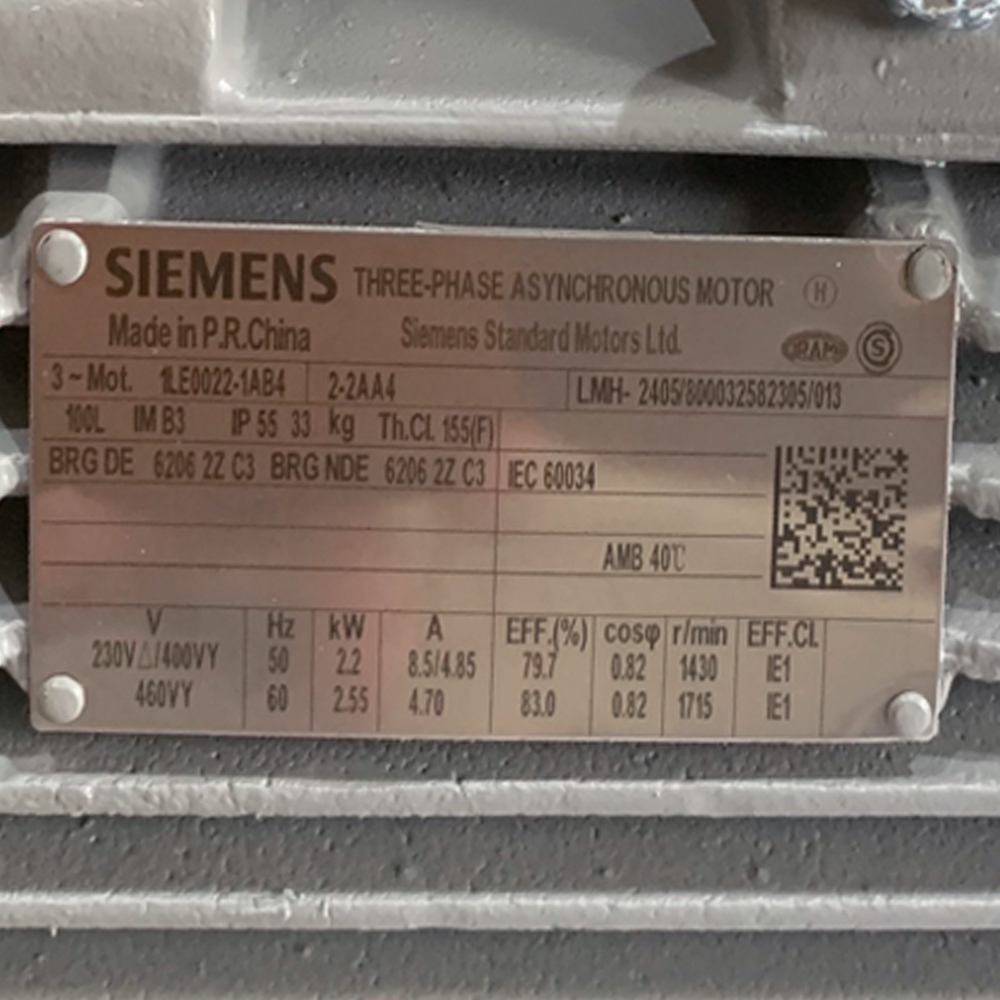 SIEMENS THREE-PHASE ASYNCHRONOUS MOTOR H
Made in P.R.China Siemens Standard Motors Ltd.
IRAM S
3~Mot. 1LE0022-1AB4 2-2AA4 LMH- 2405/800032582305/013
100L IM B3 IP 55 33 kg Th.Cl. 155(F)
BRG DE 6206 2Z C3 BRG NDE 6206 2Z C3 IEC 60034
AMB 40℃
V Hz kW A EFF.(%) cosφ r/min EFF.CL
230V△/400VY 50 2.2 8.5/4.85 79.7 0.82 1430 IE1
460VY 60 2.55 4.70 83.0 0.82 1715 IE1